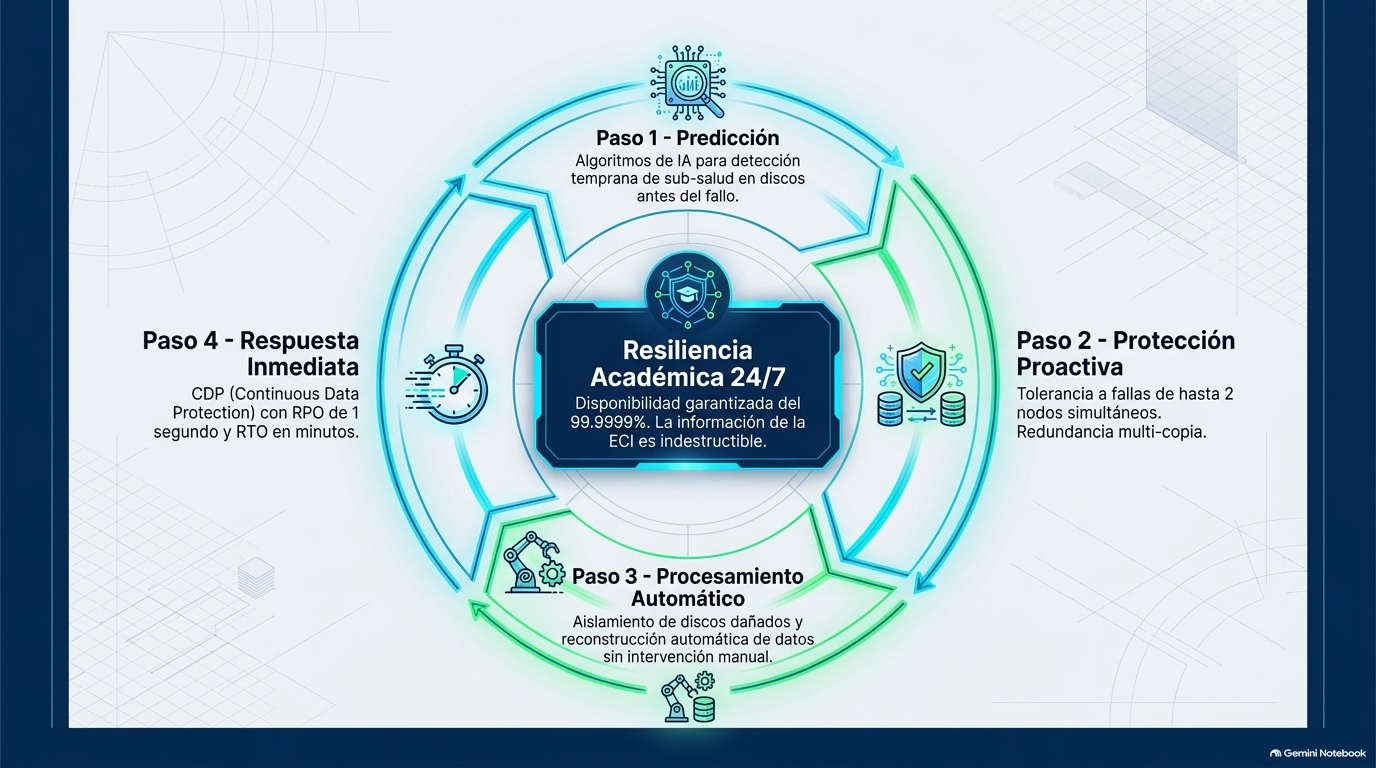 Paso 1 - Predicción
Algoritmos de IA para detección
temprana de sub-salud en discos
antes del fallo.
Paso 2 - Protección
Proactiva
Tolerancia a fallas de hasta 2
nodos simultáneos.
Redundancia multi-copia.
Paso 3 - Procesamiento
Automático
Aislamiento de discos dañados y
reconstrucción automática de datos
sin intervención manual.
Paso 4 - Respuesta
Inmediata
CDP (Continuous Data
Protection) con RPO de 1
segundo y RTO en minutos.
Resiliencia
Académica 24/7
Disponibilidad garantizada del
99.9999%. La información de la
ECI es indestructible.
Gemini Notebook